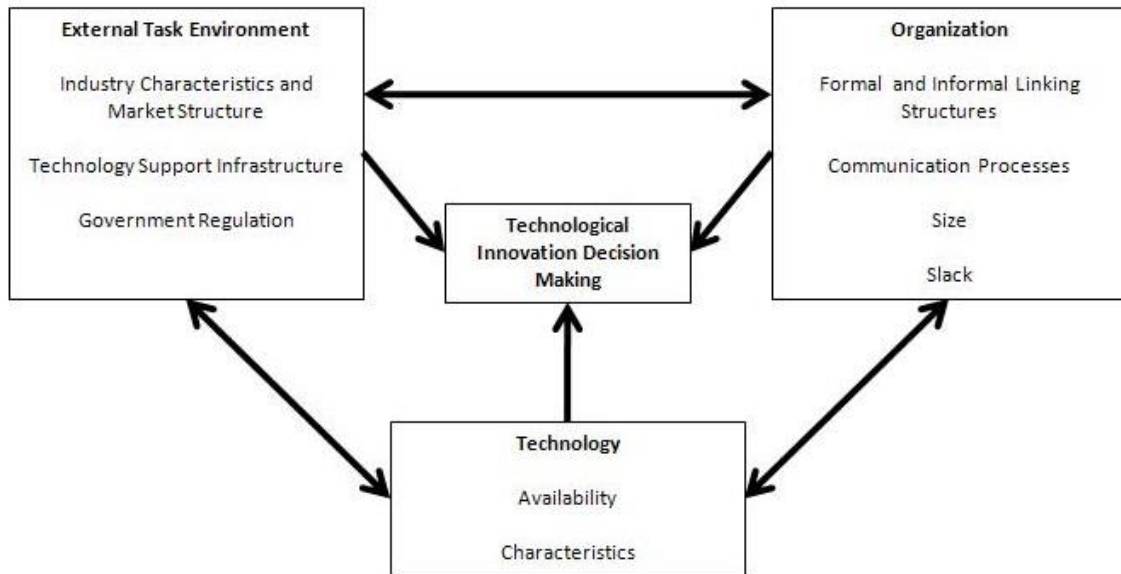 External Task Environment
Industry Characteristics and
Market Structure
Technology Support Infrastructure
Government Regulation
Organization
Formal and Informal Linking
Structures
Communication Processes
Size
Slack
Technological
Innovation Decision
Making
Technology
Availability
Characteristics